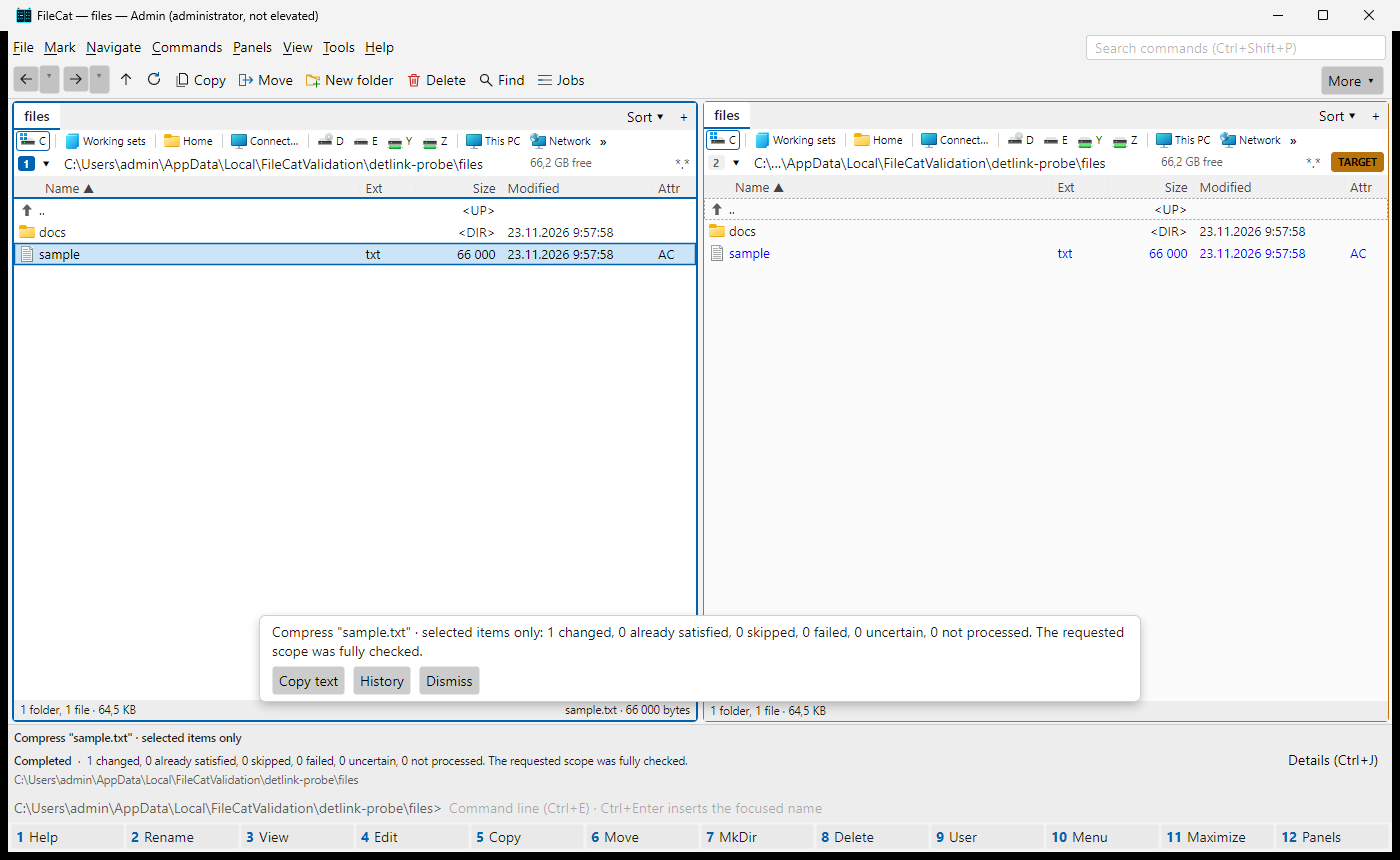 FileCat — files — Admin (administrator, not elevated)
File Mark Navigate Commands Panels View Tools Help
Search commands (Ctrl+Shift+P)
Copy Move New folder Delete Find Jobs More
files Sort +
C Working sets Home Connect... D E Y Z This PC Network »
1 C:\Users\admin\AppData\Local\FileCatValidation\detlink-probe\files 66,2 GB free *.*
Name Ext Size Modified Attr
.. <UP>
docs <DIR> 23.11.2026 9:57:58
sample txt 66 000 23.11.2026 9:57:58 AC
1 folder, 1 file · 64,5 KB sample.txt · 66 000 bytes
files Sort +
C Working sets Home Connect... D E Y Z This PC Network »
2 C:\...\AppData\Local\FileCatValidation\detlink-probe\files 66,2 GB free *.* TARGET
Name Ext Size Modified Attr
.. <UP>
docs <DIR> 23.11.2026 9:57:58
sample txt 66 000 23.11.2026 9:57:58 AC
1 folder, 1 file · 64,5 KB
Compress "sample.txt" · selected items only: 1 changed, 0 already satisfied, 0 skipped, 0 failed, 0 uncertain, 0 not processed. The requested
scope was fully checked.
Copy text History Dismiss
Compress "sample.txt" · selected items only
Completed · 1 changed, 0 already satisfied, 0 skipped, 0 failed, 0 uncertain, 0 not processed. The requested scope was fully checked. Details (Ctrl+J)
C:\Users\admin\AppData\Local\FileCatValidation\detlink-probe\files
C:\Users\admin\AppData\Local\FileCatValidation\detlink-probe\files> Command line (Ctrl+E) · Ctrl+Enter inserts the focused name
1 Help 2 Rename 3 View 4 Edit 5 Copy 6 Move 7 MkDir 8 Delete 9 User 10 Menu 11 Maximize 12 Panels